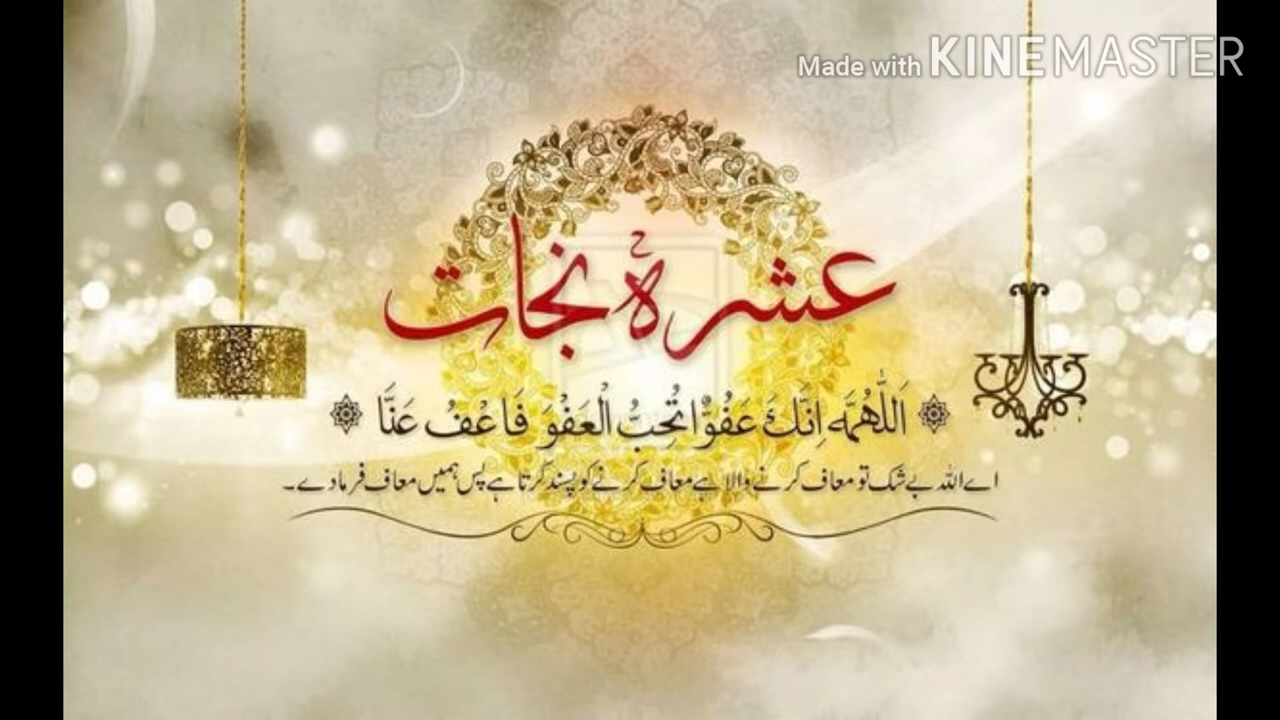 Made with KINEMASTER
عشرۂ نجات
اَللّٰهُمَّ اِنَّكَ عَفُوٌّ تُحِبُّ الْعَفْوَ فَاعْفُ عَنَّا
اے اللہ بے شک تو معاف کرنے والا ہے معاف کرنے کو پسند کرتا ہے پس ہمیں معاف فرما دے۔